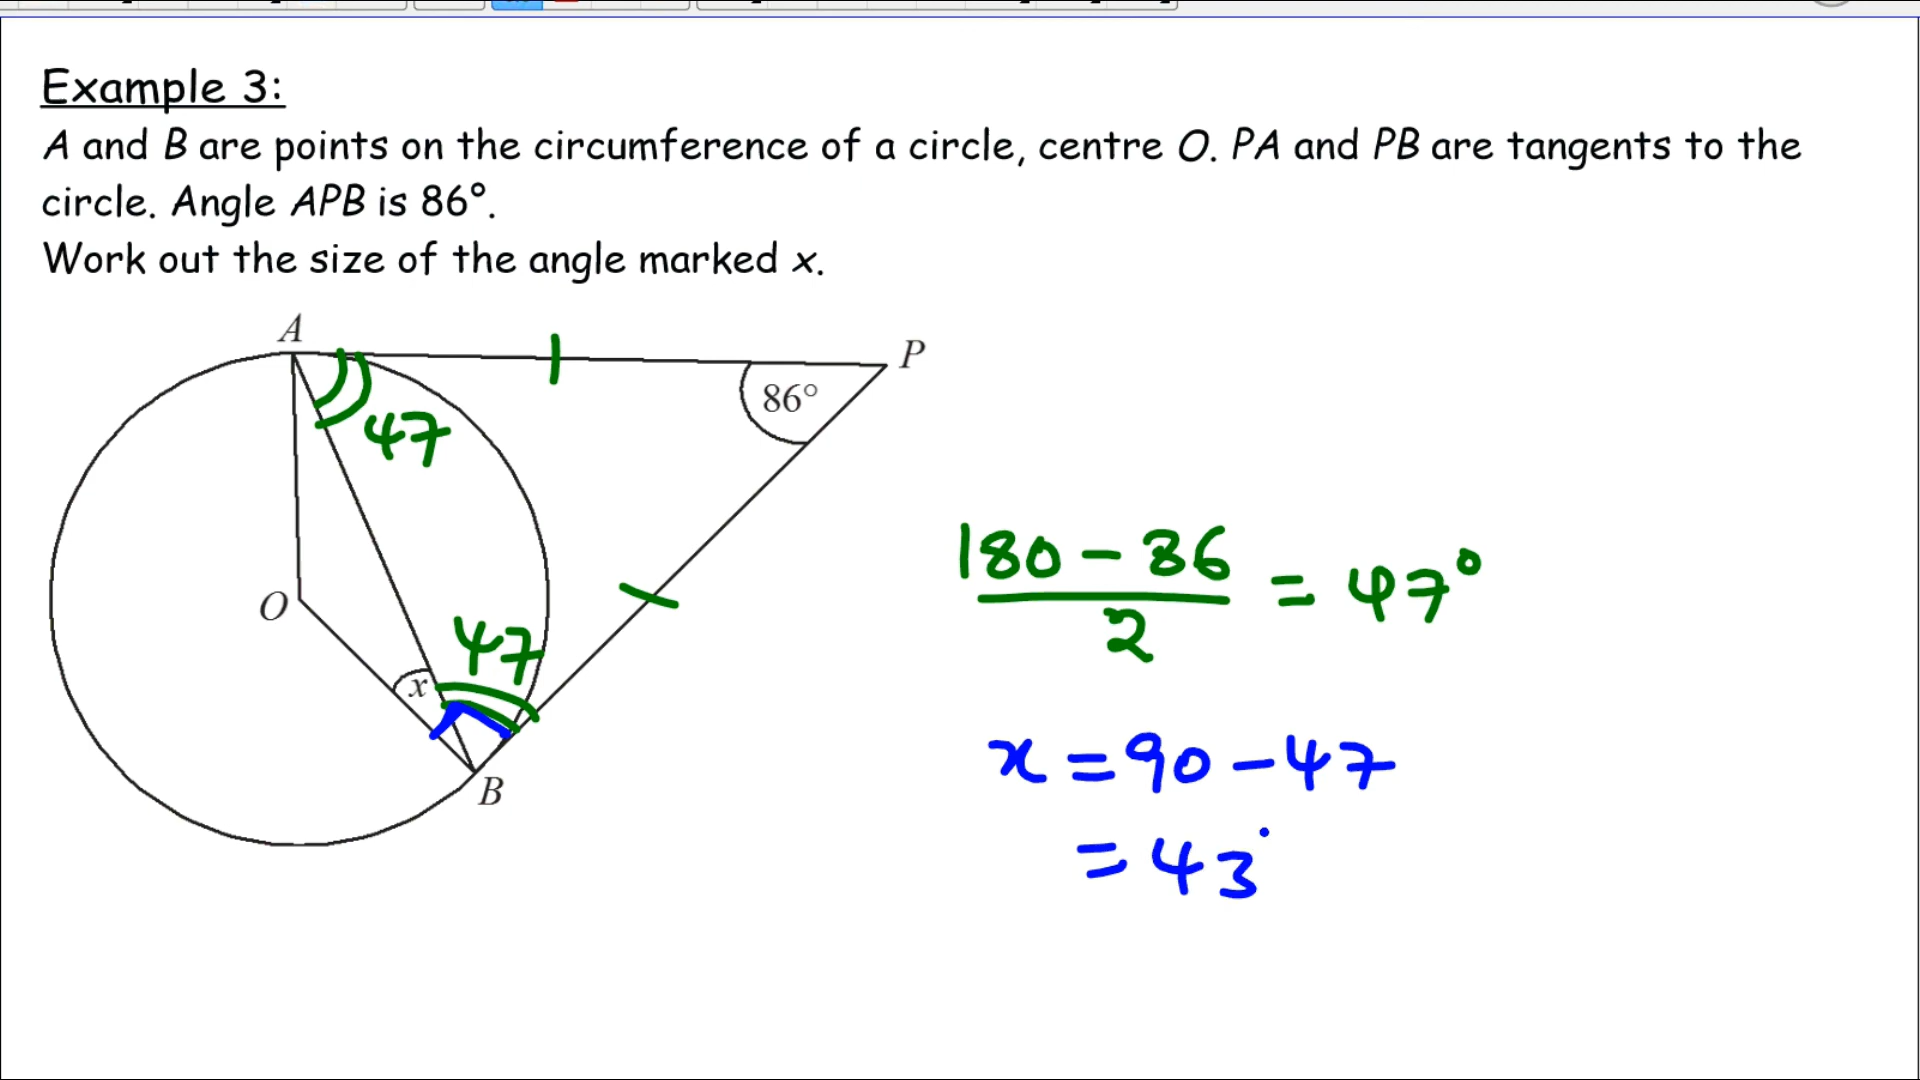 Example 3:
A and B are points on the circumference of a circle, centre O. PA and PB are tangents to the
circle. Angle APB is 86°.
Work out the size of the angle marked x.
A
P
86°
47
180 - 86
2
= 47°
O
47
x
B
x = 90 - 47
= 43°